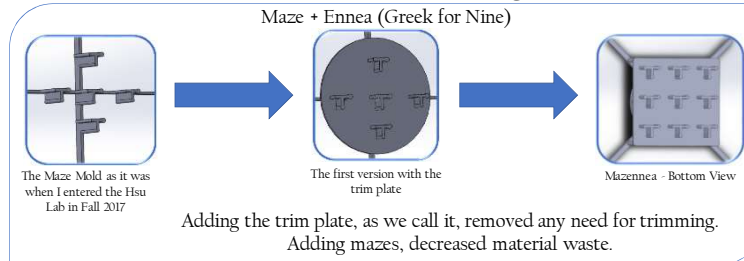 Maze + Ennea (Greek for Nine)
The Maze Mold as it was
when I entered the Hsu
Lab in Fall 2017
The first version with the
trim plate
Mazennea - Bottom View
Adding the trim plate, as we call it, removed any need for trimming.
Adding mazes, decreased material waste.